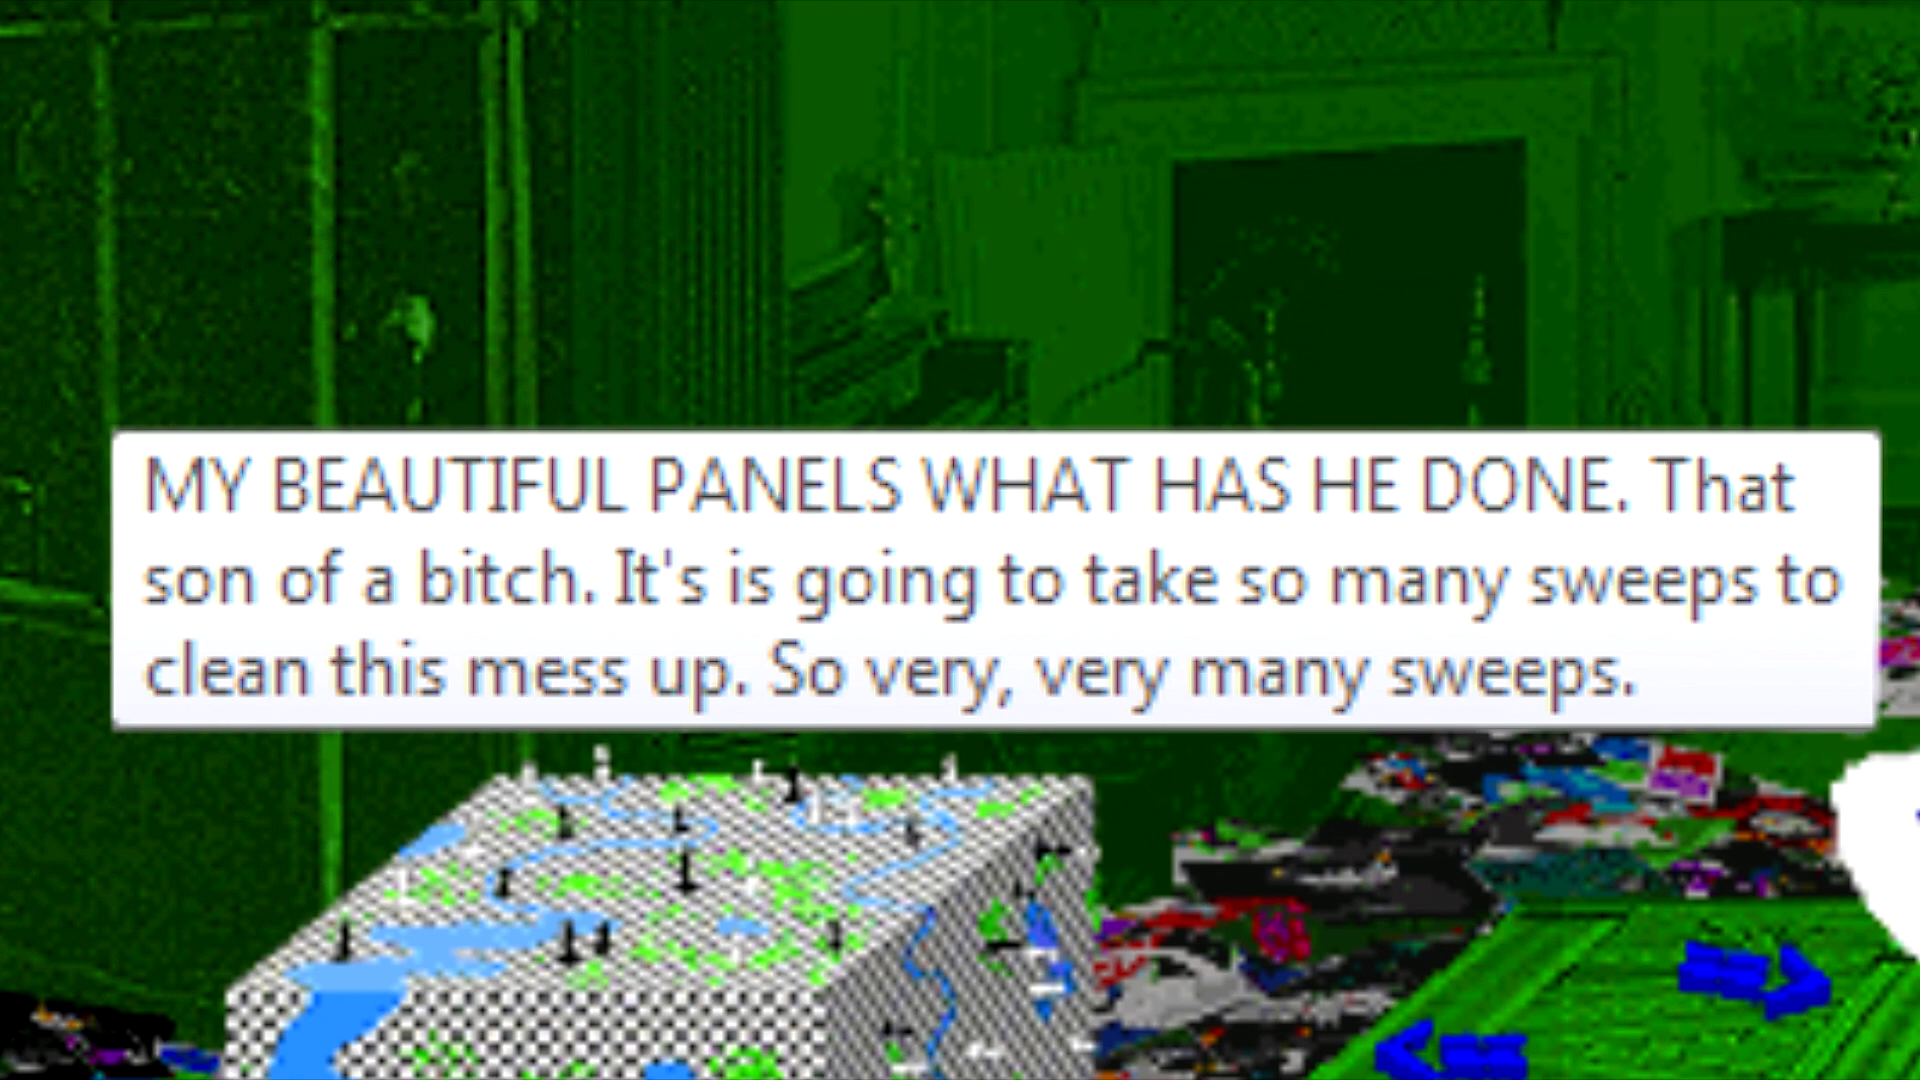 MY BEAUTIFUL PANELS WHAT HAS HE DONE. That
son of a bitch. It's is going to take so many sweeps to
clean this mess up. So very, very many sweeps.